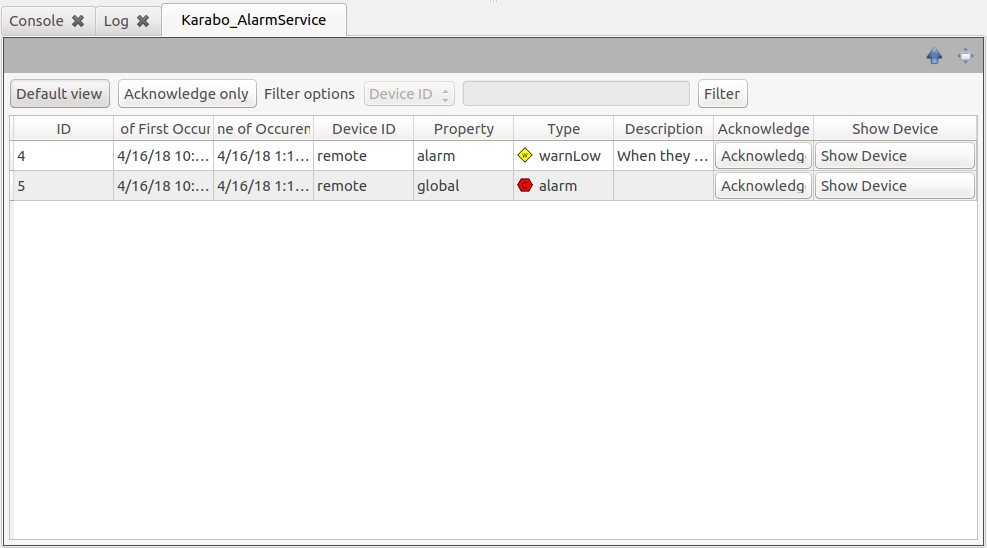 Console Log Karabo_AlarmService
Default view Acknowledge only Filter options Device ID Filter
ID of First Occur ne of Occuren Device ID Property Type Description Acknowledge Show Device
4 4/16/18 10:... 4/16/18 1:1... remote alarm W warnLow When they ... Acknowledg Show Device
5 4/16/18 10:... 4/16/18 1:1... remote global C alarm Acknowledg Show Device